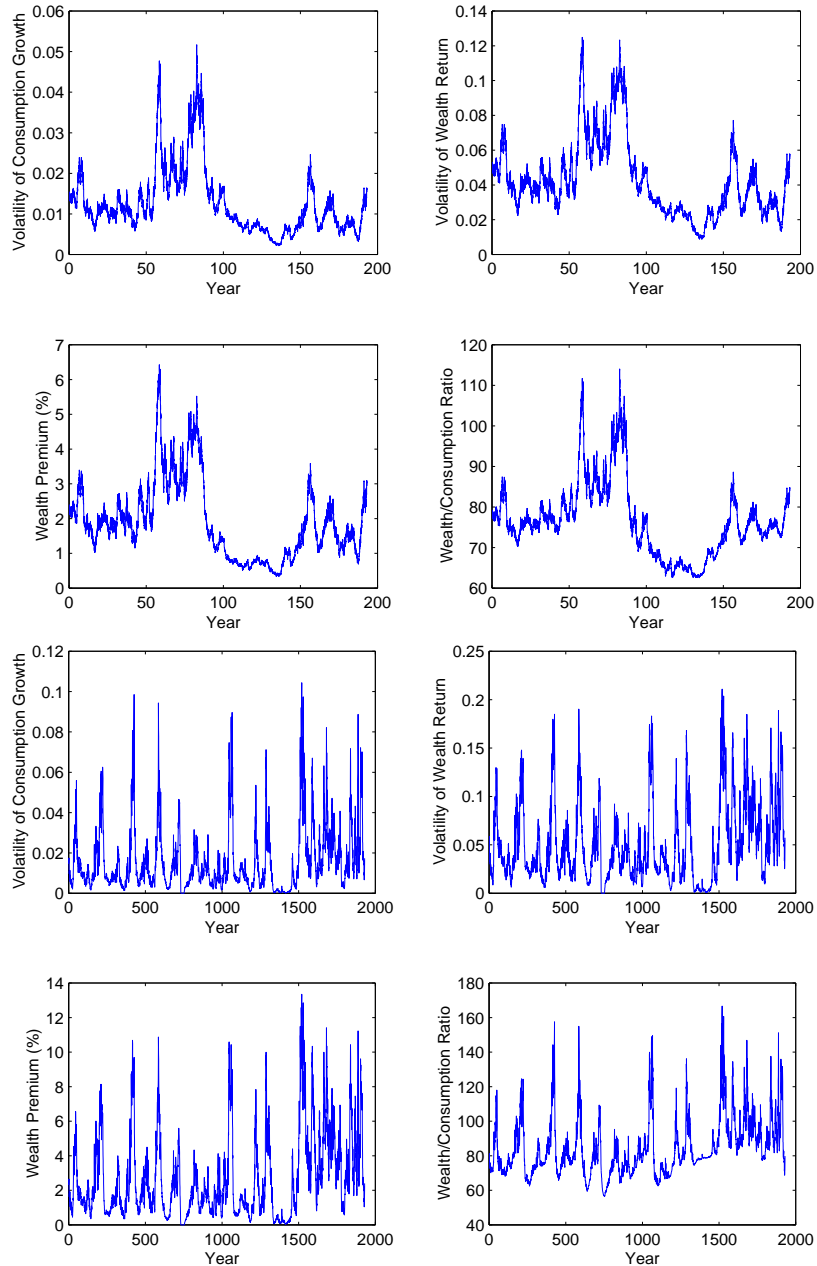 Volatility of Consumption Growth
0.06
0.05
0.04
0.03
0.02
0.01
0
0 50 100 150 200
Year
Volatility of Wealth Return
0.14
0.12
0.1
0.08
0.06
0.04
0.02
0
0 50 100 150 200
Year
Wealth Premium (%)
7
6
5
4
3
2
1
0
0 50 100 150 200
Year
Wealth/Consumption Ratio
120
110
100
90
80
70
60
0 50 100 150 200
Year
Volatility of Consumption Growth
0.12
0.1
0.08
0.06
0.04
0.02
0
0 500 1000 1500 2000
Year
Volatility of Wealth Return
0.25
0.2
0.15
0.1
0.05
0
0 500 1000 1500 2000
Year
Wealth Premium (%)
14
12
10
8
6
4
2
0
0 500 1000 1500 2000
Year
Wealth/Consumption Ratio
180
160
140
120
100
80
60
40
0 500 1000 1500 2000
Year